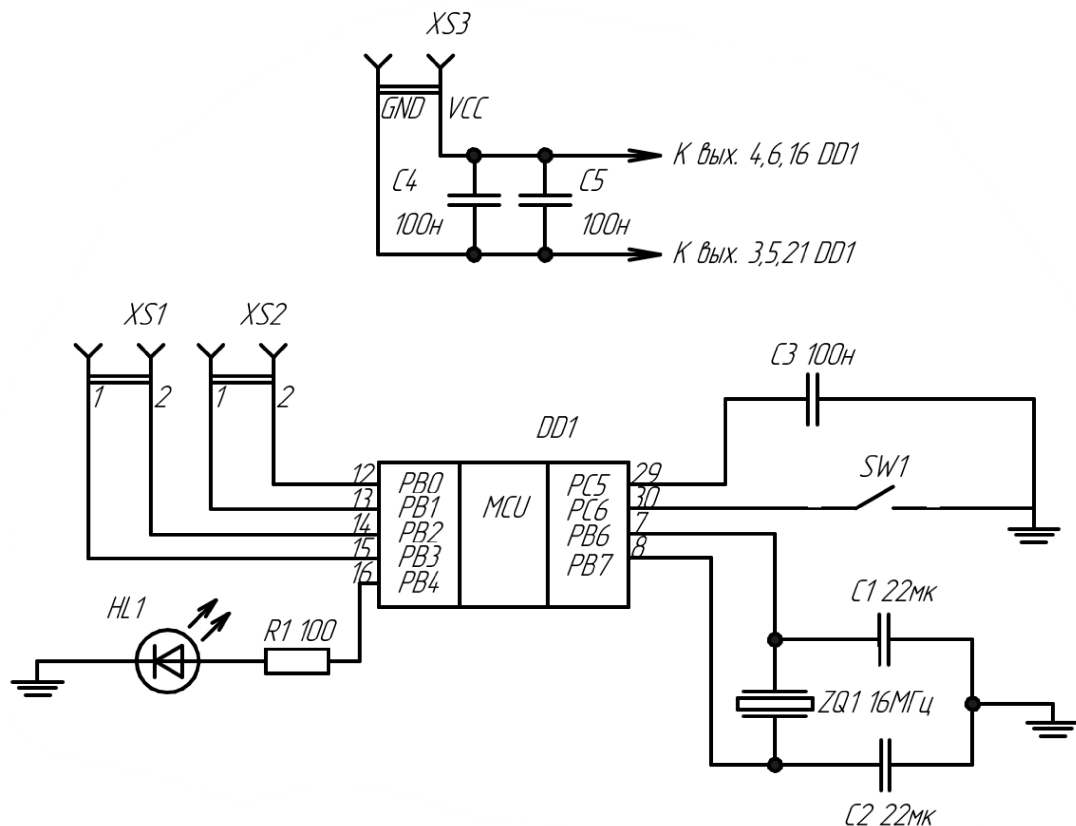 XS3
GND VCC
К вых. 4,6,16 DD1
C4 C5
100н 100н
К вых. 3,5,21 DD1
XS1 XS2
1 2 1 2
C3 100н
DD1
SW1
12 PB0 MCU PC5 29
13 PB1 PC6 30
14 PB2 PB6 7
15 PB3 PB7 8
16 PB4
HL1
R1 100
C1 22мк
ZQ1 16МГц
C2 22мк